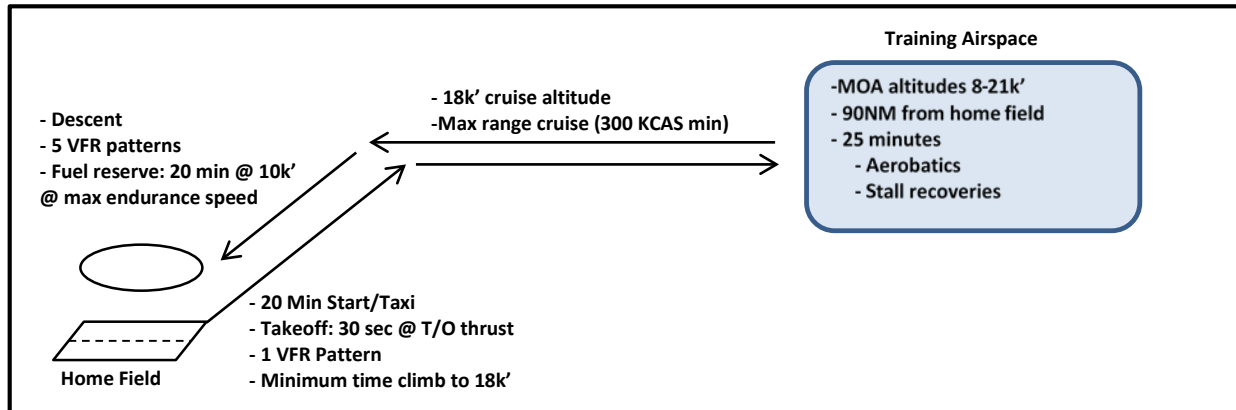 Training Airspace
-MOA altitudes 8-21k’
- 90NM from home field
- 25 minutes
- Aerobatics
- Stall recoveries
- 18k’ cruise altitude
-Max range cruise (300 KCAS min)
- Descent
- 5 VFR patterns
- Fuel reserve: 20 min @ 10k’
@ max endurance speed
- 20 Min Start/Taxi
- Takeoff: 30 sec @ T/O thrust
- 1 VFR Pattern
- Minimum time climb to 18k’
Home Field